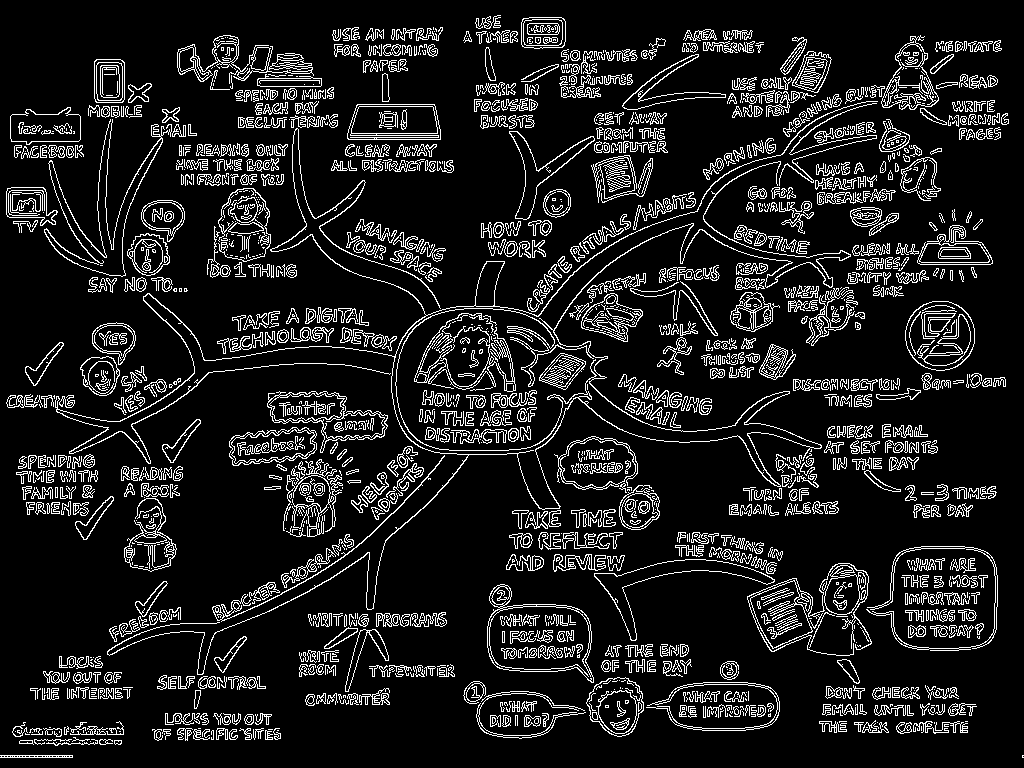 HOW TO FOCUS
IN THE AGE OF
DISTRACTION
HOW TO
WORK
WORK IN
FOCUSED
BURSTS
USE
A TIMER
50 MINUTES OF
WORK
20 MINUTES
BREAK
GET AWAY
FROM THE
COMPUTER
AREA WITH
NO INTERNET
USE ONLY
A NOTEPAD
AND PEN
CREATE RITUALS/HABITS
MORNING
MORNING QUIET
MEDITATE
READ
WRITE
MORNING
PAGES
SHOWER
HAVE A
HEALTHY
BREAKFAST
GO FOR
A WALK
BEDTIME
CLEAN ALL
DISHES/
EMPTY YOUR
SINK
READ
BOOK
WASH
FACE
REFOCUS
STRETCH
WALK
LOOK AT
THINGS TO
DO LIST
MANAGING
EMAIL
DISCONNECTION
TIMES
8am-10am
CHECK EMAIL
AT SET POINTS
IN THE DAY
2-3 TIMES
PER DAY
DING
DING
TURN OF
EMAIL ALERTS
TAKE TIME
TO REFLECT
AND REVIEW
WHAT
WORKED?
FIRST THING IN
THE MORNING
1
2
3
WHAT ARE
THE 3 MOST
IMPORTANT
THINGS TO
DO TODAY?
DON'T CHECK YOUR
EMAIL UNTIL YOU GET
THE TASK COMPLETE
AT THE END
OF THE DAY
1
WHAT
DID I DO?
2
WHAT WILL
I FOCUS ON
TOMORROW?
3
WHAT CAN
BE IMPROVED?
HELP FOR
ADDICTS
Twitter
email
Facebook
WRITING PROGRAMS
WRITE
ROOM
OMMWRITER
TYPEWRITER
BLOCKER PROGRAMS
FREEDOM
LOCKS
YOU OUT OF
THE INTERNET
SELF CONTROL
LOCKS YOU OUT
OF SPECIFIC SITES
TAKE A DIGITAL
TECHNOLOGY DETOX
SAY NO TO...
NO
TV
FACEBOOK
MOBILE
EMAIL
SAY
YES TO...
YES
CREATING
SPENDING
TIME WITH
FAMILY &
FRIENDS
READING
A BOOK
MANAGING
YOUR SPACE
DO 1 THING
IF READING ONLY
HAVE THE BOOK
IN FRONT OF YOU
SPEND 10 MINS
EACH DAY
DECLUTTERING
CLEAR AWAY
ALL DISTRACTIONS
USE AN INTRAY
FOR INCOMING
PAPER